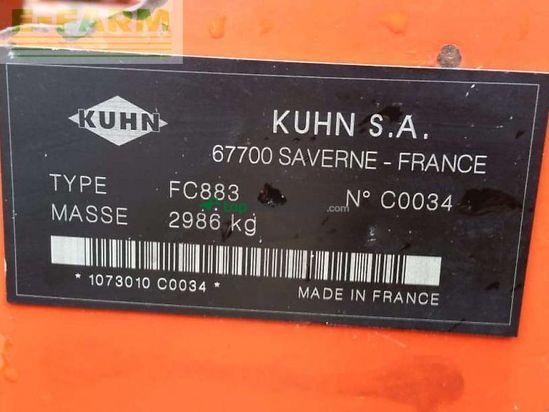 E-FARM
KUHN
KUHN S.A.
67700 SAVERNE - FRANCE
TYPE FC883 N° C0034
MASSE 2986 kg
* 1073010 C0034 *
MADE IN FRANCE